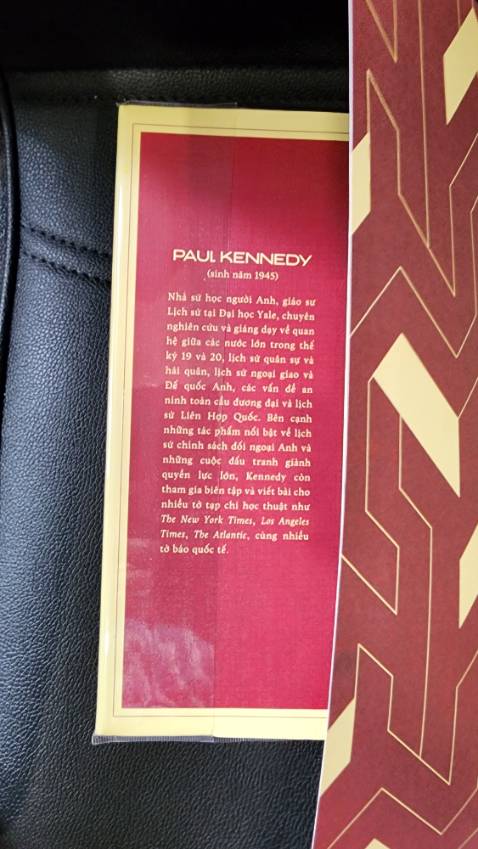 PAUL KENNEDY
(sinh năm 1945)
Nhà sử học người Anh, giáo sư
Lịch sử tại Đại học Yale, chuyên
nghiên cứu và giảng dạy về quan
hệ giữa các nước lớn trong thế
kỷ 19 và 20, lịch sử quân sự và
hải quân, lịch sử ngoại giao và
Đế quốc Anh, các vấn đề an
ninh toàn cầu đương đại và lịch
sử Liên Hợp Quốc. Bên cạnh
những tác phẩm nổi bật về lịch
sử chính sách đối ngoại Anh và
những cuộc đấu tranh giành
quyền lực lớn, Kennedy còn
tham gia biên tập và viết bài cho
nhiều tờ tạp chí học thuật như
The New York Times, Los Angeles
Times, The Atlantic, cùng nhiều
tờ báo quốc tế.